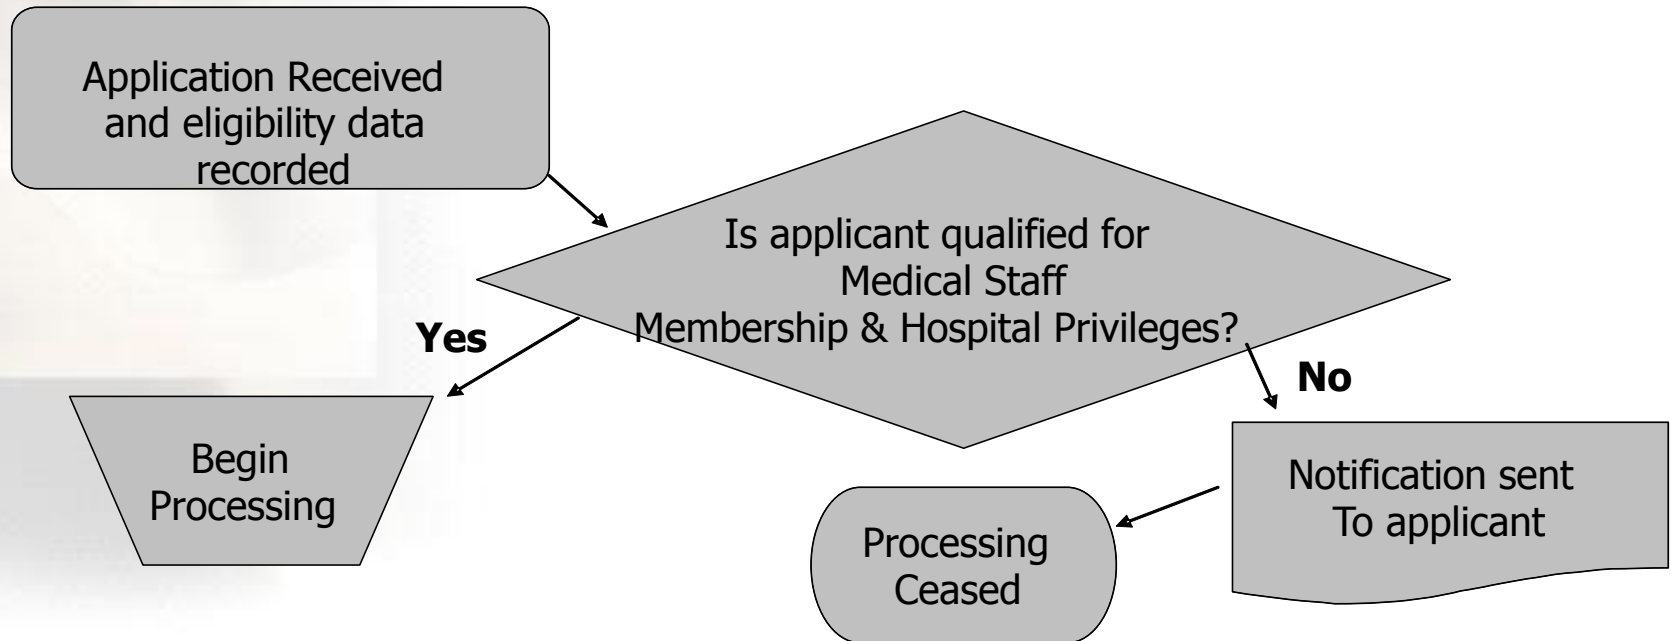 Application Received
and eligibility data
recorded
Is applicant qualified for
Medical Staff
Membership & Hospital Privileges?
Yes
No
Begin
Processing
Notification sent
To applicant
Processing
Ceased